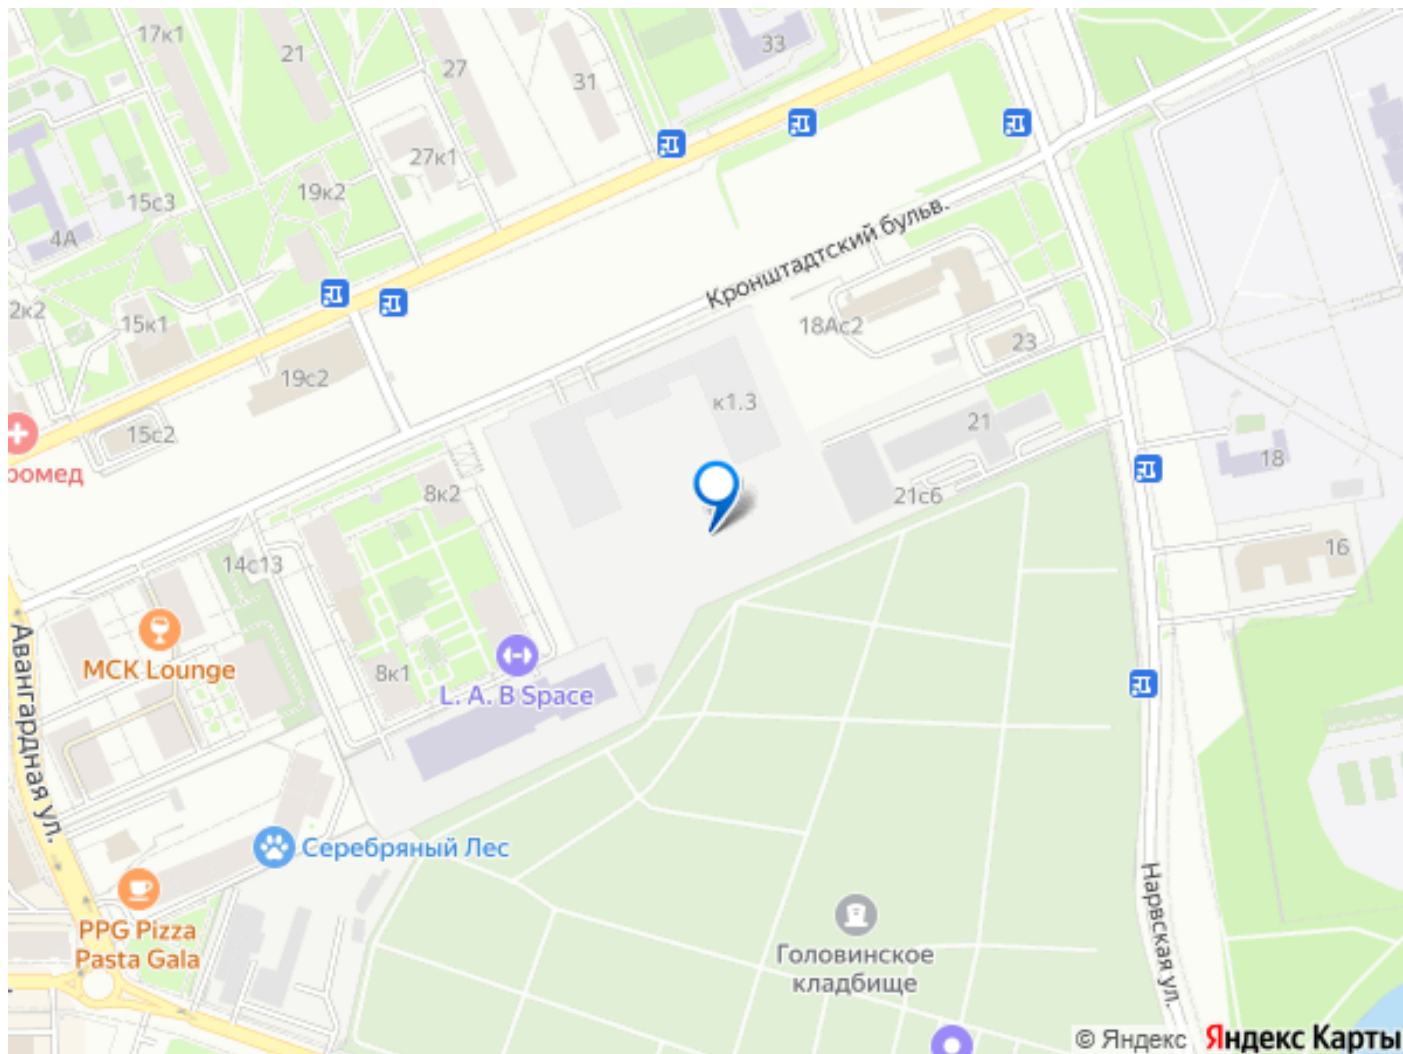 17к1
21
27
31
33
27к1
19к2
15с3
4А
2к2
15к1
19с2
15с2
ромед
Кронштадтский бульв.
18Ас2
23
к1.3
21
21с6
18
16
8к2
14с13
8к1
MCK Lounge
L. A. B Space
Авангардная ул.
Серебряный Лес
PPG Pizza
Pasta Gala
Головинское
кладбище
Нарвская ул.
© Яндекс Яндекс Карты